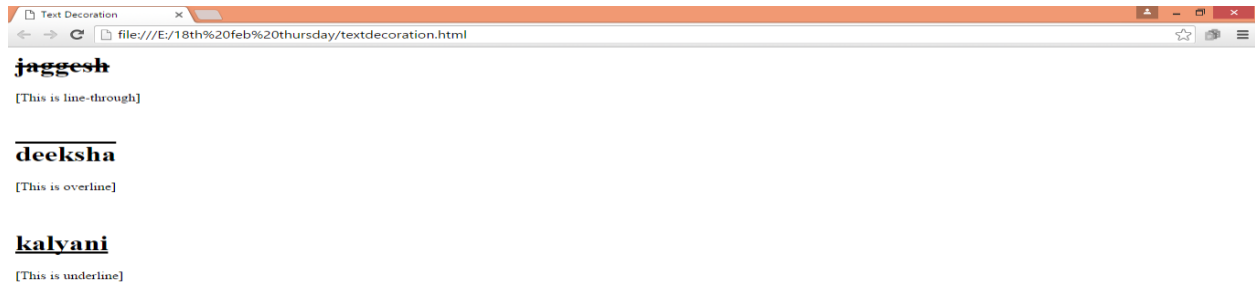 Text Decoration
file:///E:/18th%20feb%20thursday/textdecoration.html
jaggesh
[This is line-through]
deeksha
[This is overline]
kalyani
[This is underline]